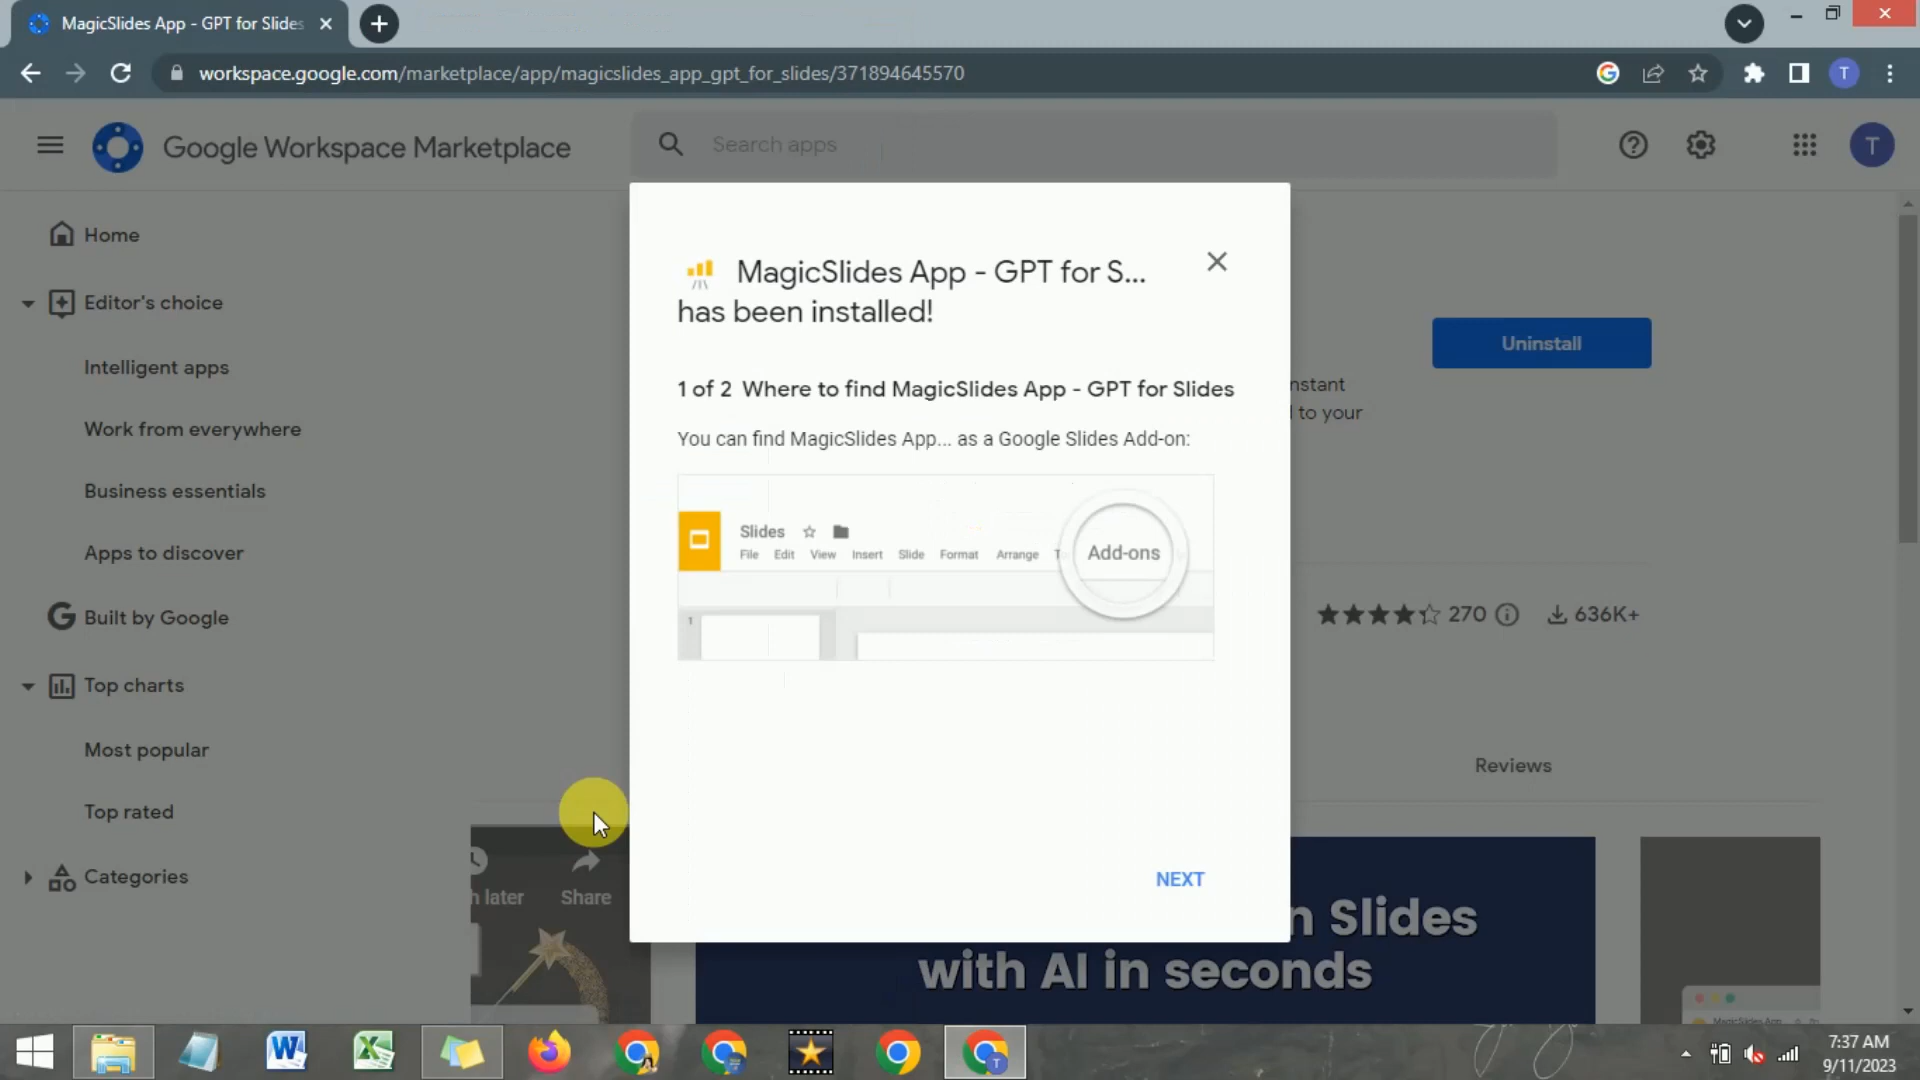 MagicSlides App - GPT for Slides
workspace.google.com/marketplace/app/magicslides_app_gpt_for_slides/371894645570
T
Google Workspace Marketplace
Search apps
T
Home
Editor's choice
Intelligent apps
Work from everywhere
Business essentials
Apps to discover
Built by Google
Top charts
Most popular
Top rated
Categories
MagicSlides App - GPT for S...
has been installed!
1 of 2 Where to find MagicSlides App - GPT for Slides
You can find MagicSlides App... as a Google Slides Add-on:
Slides
File Edit View Insert Slide Format Arrange T
Add-ons
1
NEXT
Uninstall
nstant
to your
270
636K+
Reviews
h later
Share
n Slides
with AI in seconds
MagicSlides App
7:37 AM
9/11/2023